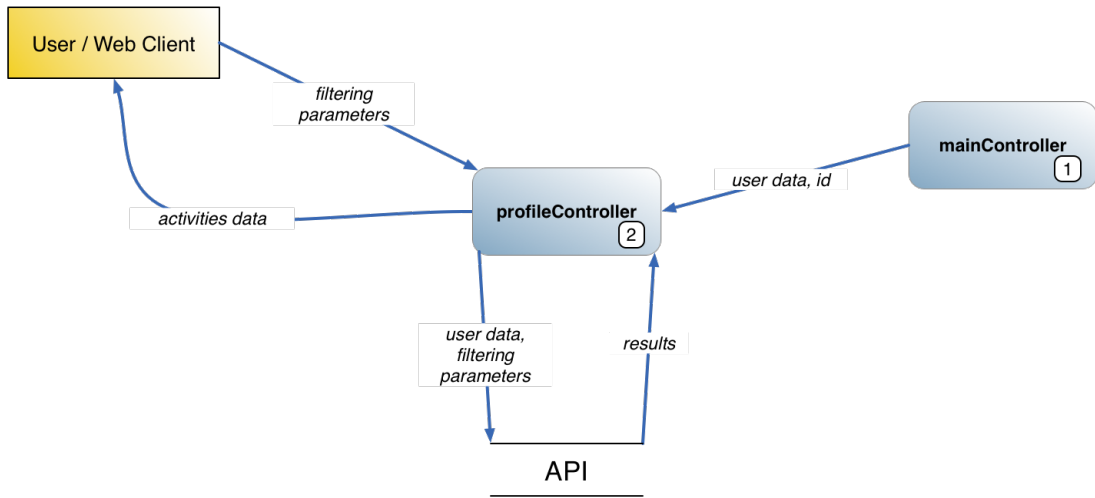 User / Web Client
filtering
parameters
mainController
1
user data, id
profileController
2
activities data
user data,
filtering
parameters
results
API